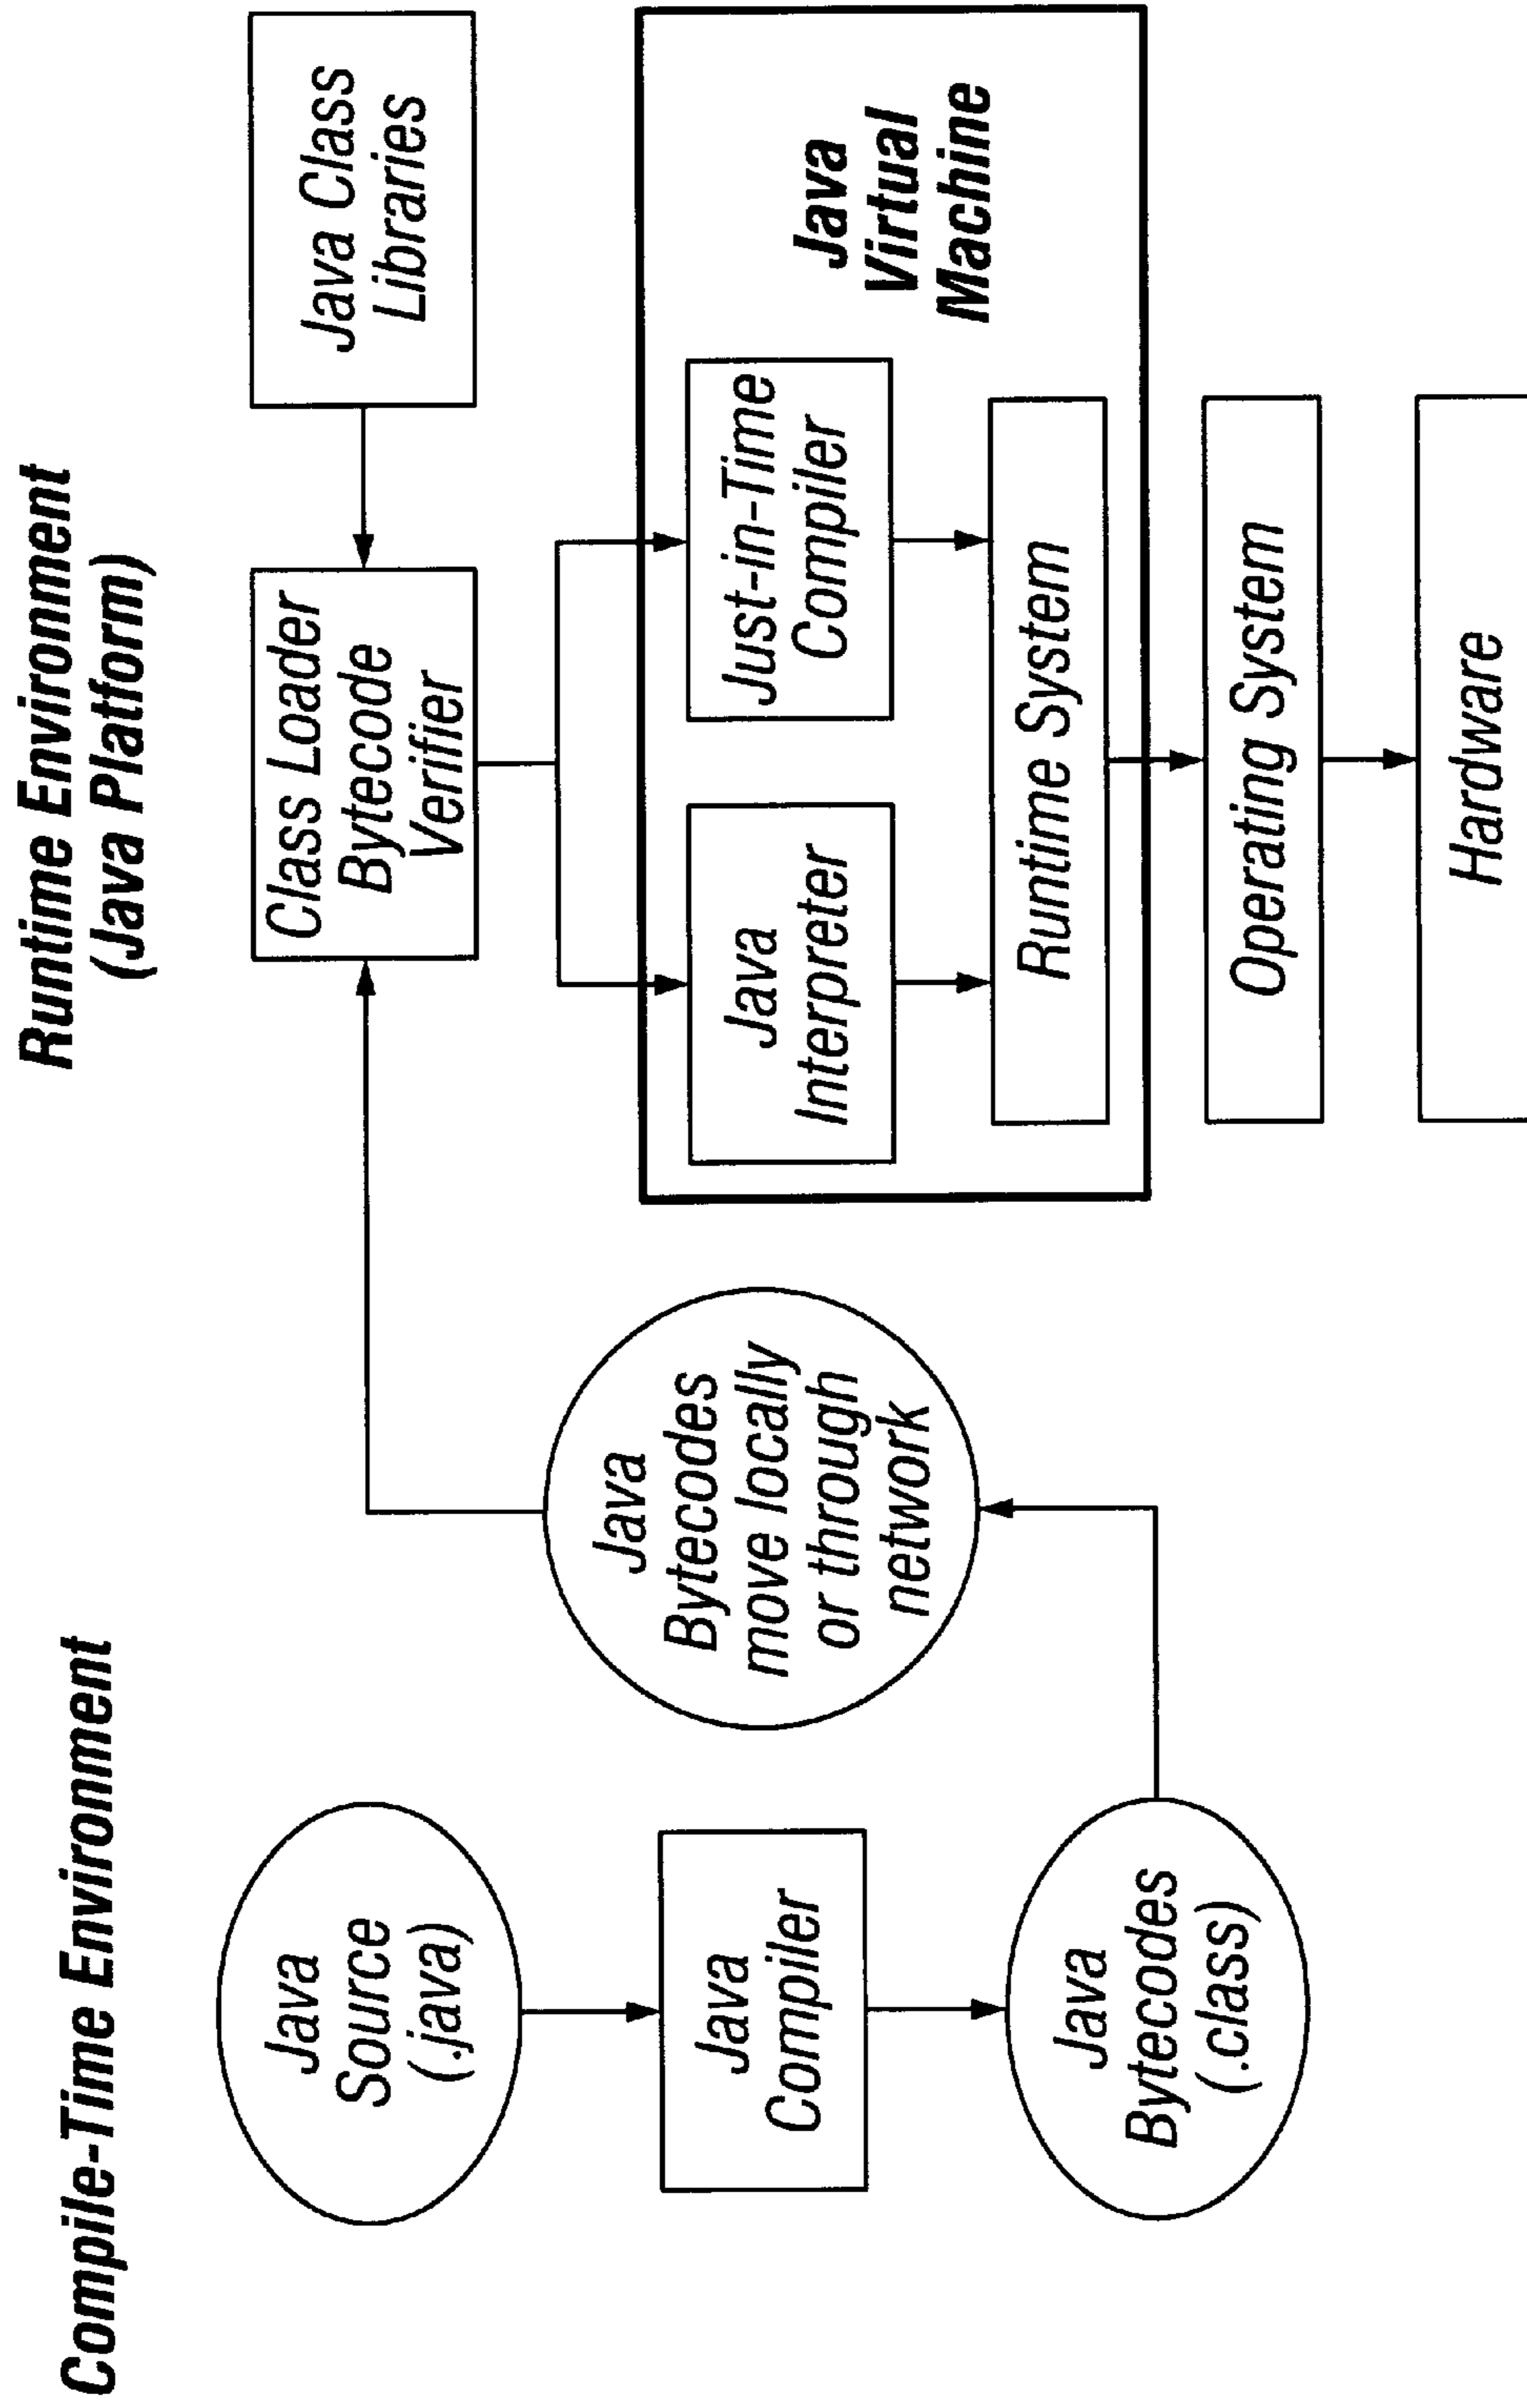 Compile-Time Environment
Java
Source
(.java)
Java
Compiler
Java
Bytecodes
(.class)
Java
Bytecodes
move locally
or through
network
Runtime Environment
(Java Platform)
Class Loader
Bytecode
Verifier
Java Class
Libraries
Java
Interpreter
Just-in-Time
Compiler
Java
Virtual
Machine
Runtime System
Operating System
Hardware